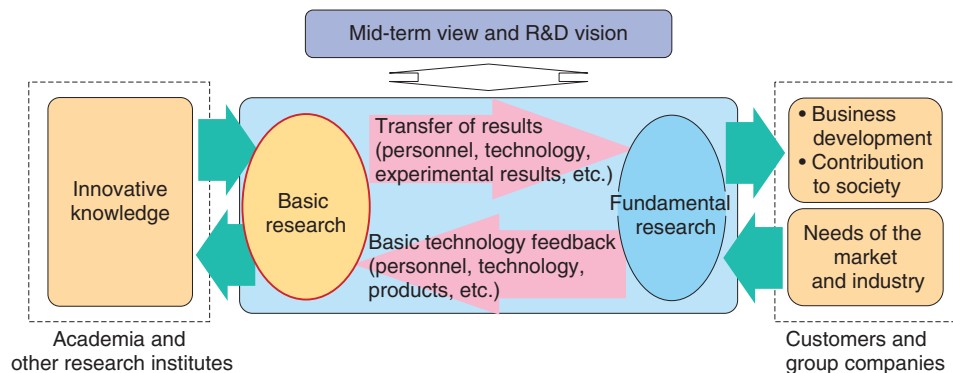 Mid-term view and R&D vision
Innovative
knowledge
Academia and
other research institutes
Basic
research
Transfer of results
(personnel, technology,
experimental results, etc.)
Basic technology feedback
(personnel, technology,
products, etc.)
Fundamental
research
• Business
development
• Contribution
to society
Needs of the
market
and industry
Customers and
group companies